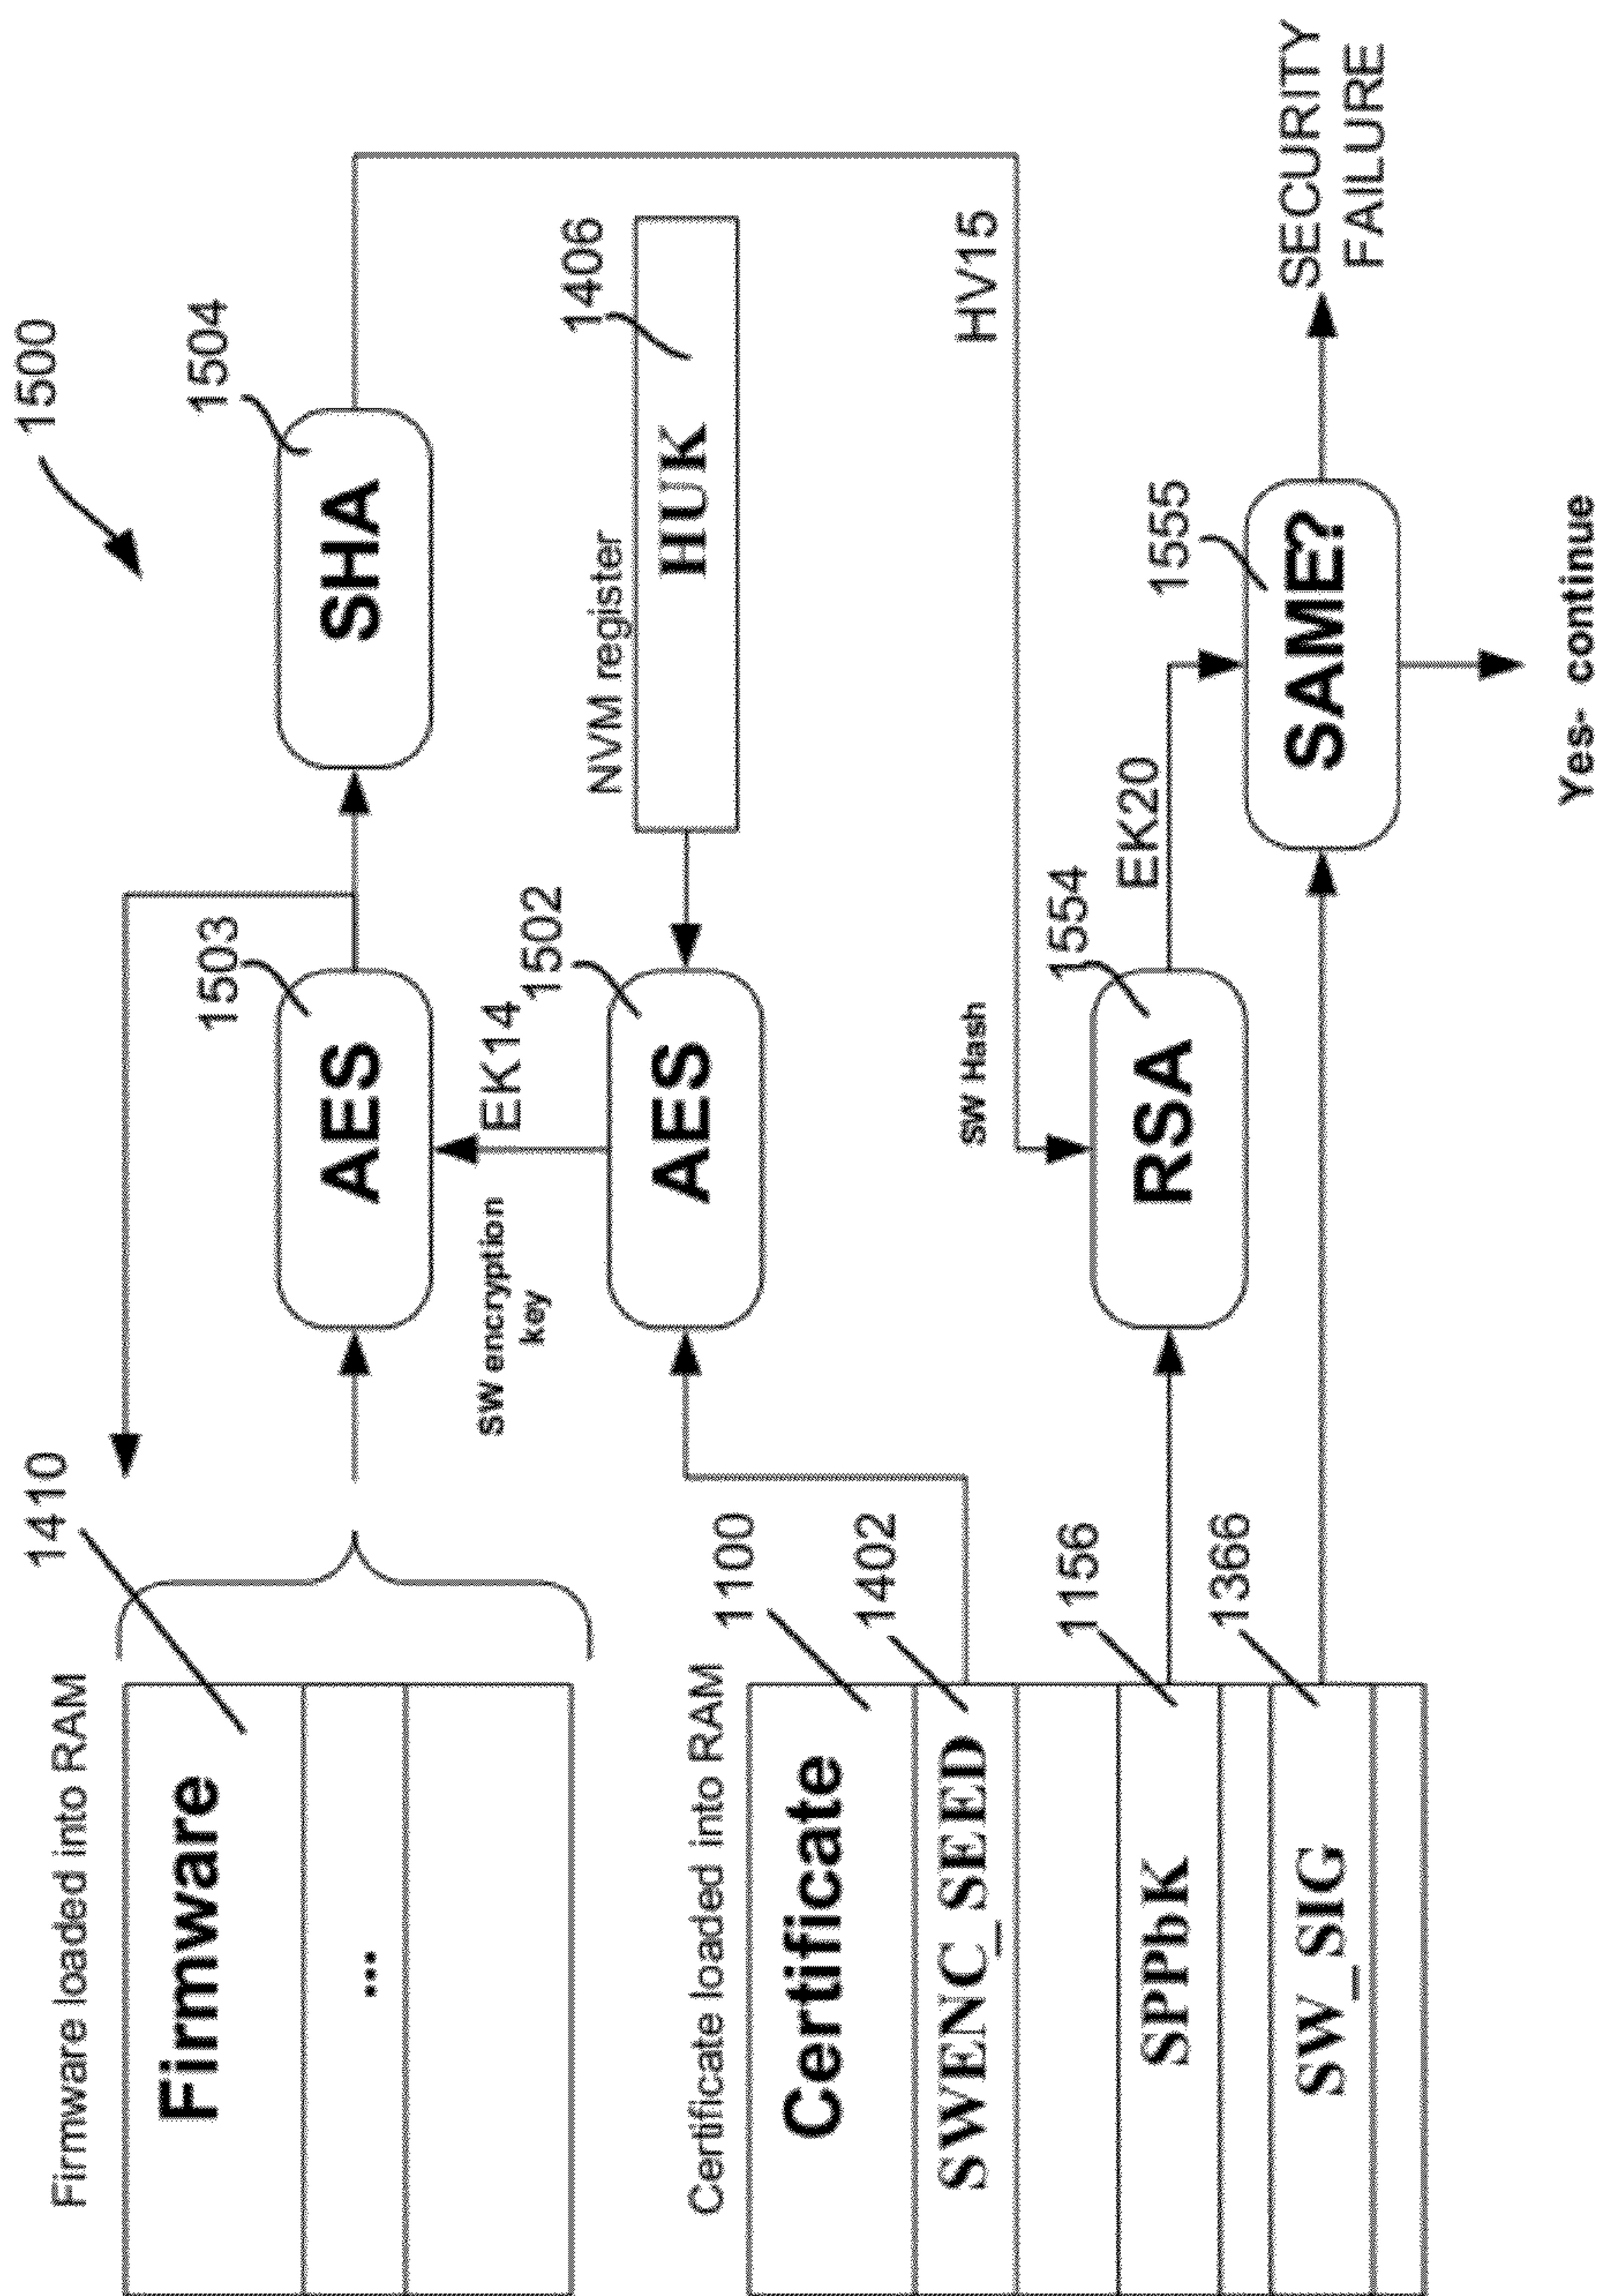 1500
Firmware loaded into RAM
1410
Firmware
...
1503
AES
1504
SHA
SW encryption
key
EK14
NVM register
1406
HUK
1502
AES
Certificate loaded into RAM
1100
Certificate
1402
SWENC_SEED
SW Hash
HV15
1156
SPPbK
1554
RSA
EK20
1555
SAME?
1366
SW_SIG
SECURITY
FAILURE
Yes- continue